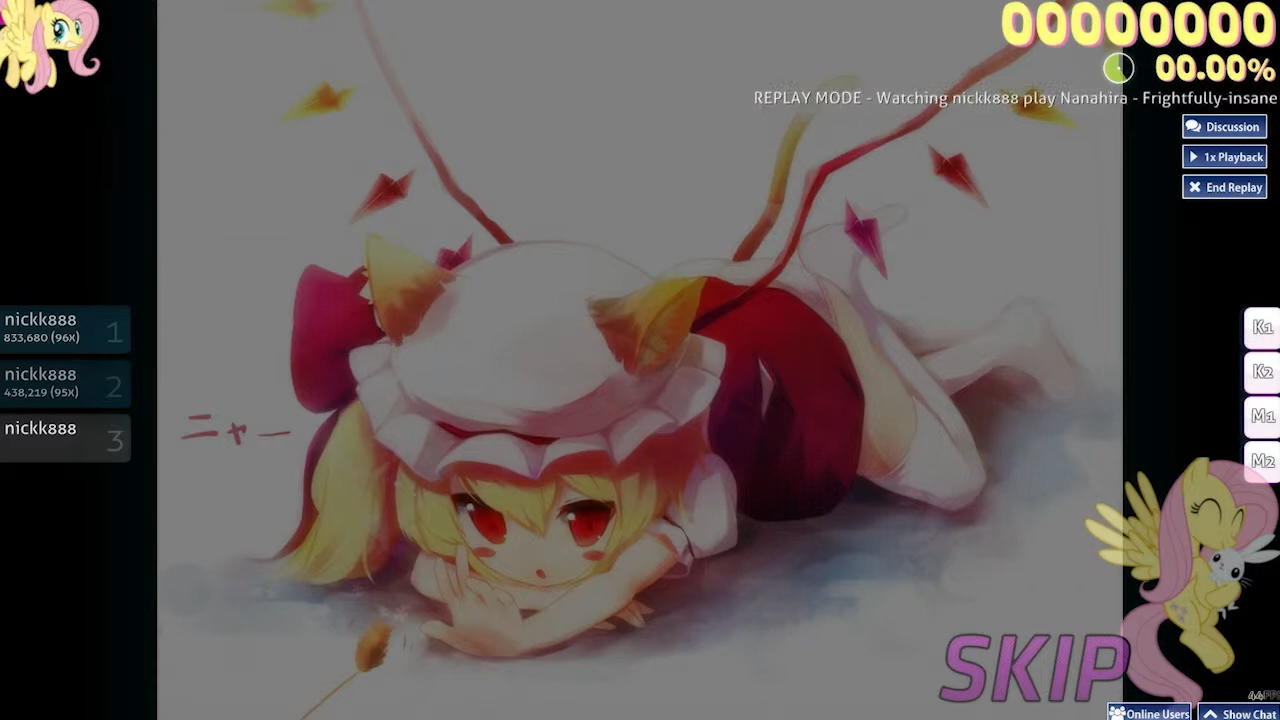 00000000
00.00%
REPLAY MODE - Watching nickk888 play Nanahira - Frightfully-insane
Discussion
1x Playback
End Replay
nickk888
833,680 (96x)
1
nickk888
438,219 (95x)
2
nickk888
3
ニャー
K1
K2
M1
M2
SKIP
44FPS
Online Users
Show Chat